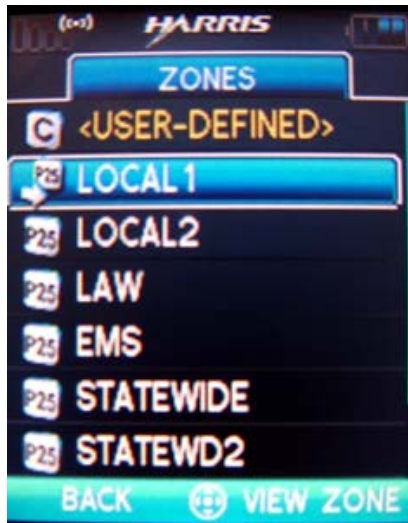 HARRIS
ZONES
C <USER-DEFINED>
P25 LOCAL1
P25 LOCAL2
P25 LAW
P25 EMS
P25 STATEWIDE
P25 STATEWD2
BACK VIEW ZONE